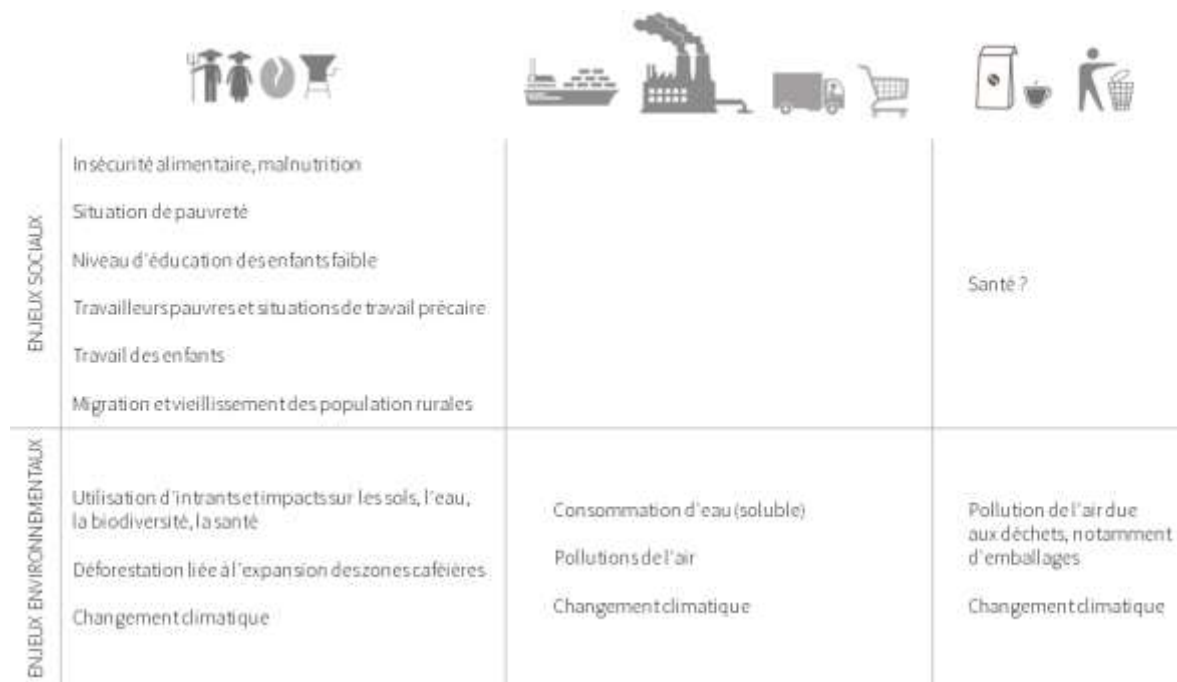 ENJEUX SOCIAUX
Insécurité alimentaire, malnutrition
Situation de pauvreté
Niveau d'éducation des enfants faible
Travailleurs pauvres et situations de travail précaire
Travail des enfants
Migration et vieillissement des population rurales
Santé ?
ENJEUX ENVIRONNEMENTAUX
Utilisation d'intrants et impacts sur les sols, l'eau,
la biodiversité, la santé
Déforestation liée à l'expansion des zones caféières
Changement climatique
Consommation d'eau (soluble)
Pollutions de l'air
Changement climatique
Pollution de l'air due
aux déchets, notamment
d'emballages
Changement climatique